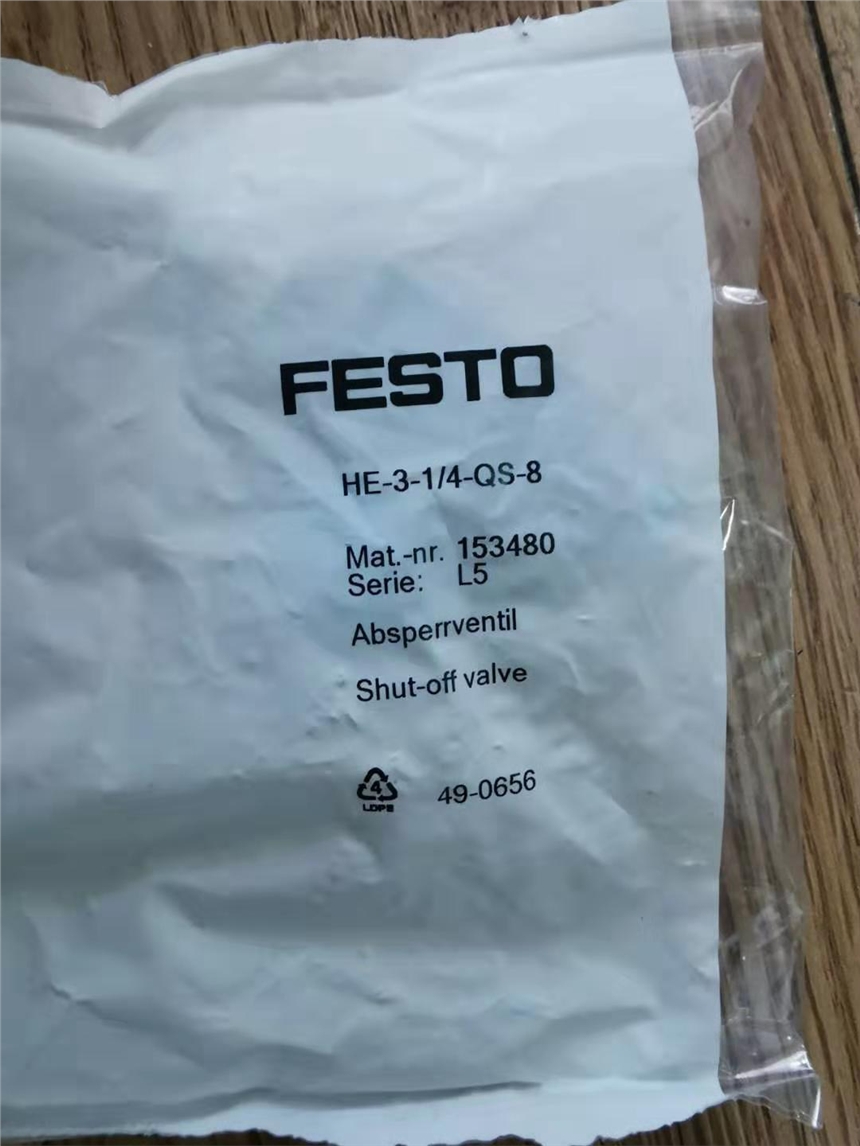 FESTO
HE-3-1/4-QS-8
Mat.-nr. 153480
Serie: L5
Absperrventil
Shut-off valve
4
LDPE
49-0656